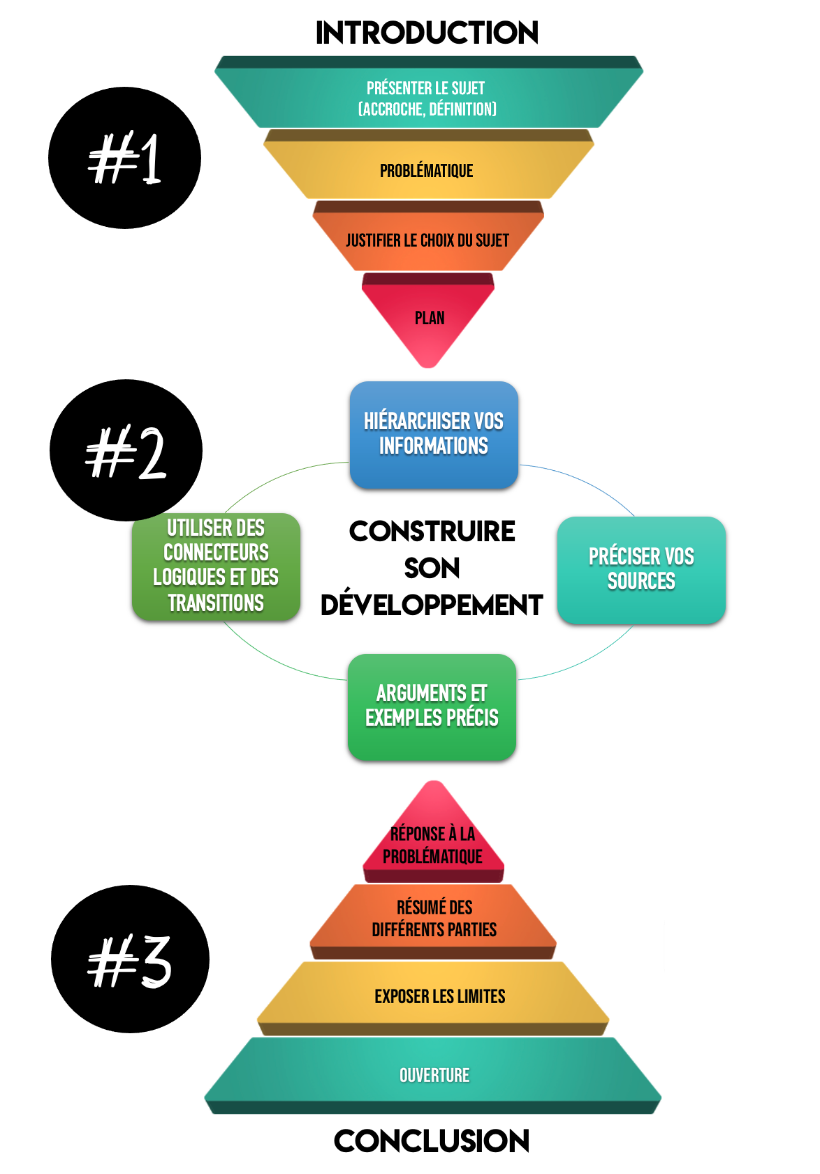 INTRODUCTION
#1
PRÉSENTER LE SUJET
(ACCROCHE, DÉFINITION)
PROBLÉMATIQUE
JUSTIFIER LE CHOIX DU SUJET
PLAN
#2
HIÉRARCHISER VOS
INFORMATIONS
UTILISER DES
CONNECTEURS
LOGIQUES ET DES
TRANSITIONS
CONSTRUIRE
SON
DÉVELOPPEMENT
PRÉCISER VOS
SOURCES
ARGUMENTS ET
EXEMPLES PRÉCIS
#3
RÉPONSE À LA
PROBLÉMATIQUE
RÉSUMÉ DES
DIFFÉRENTS PARTIES
EXPOSER LES LIMITES
OUVERTURE
CONCLUSION